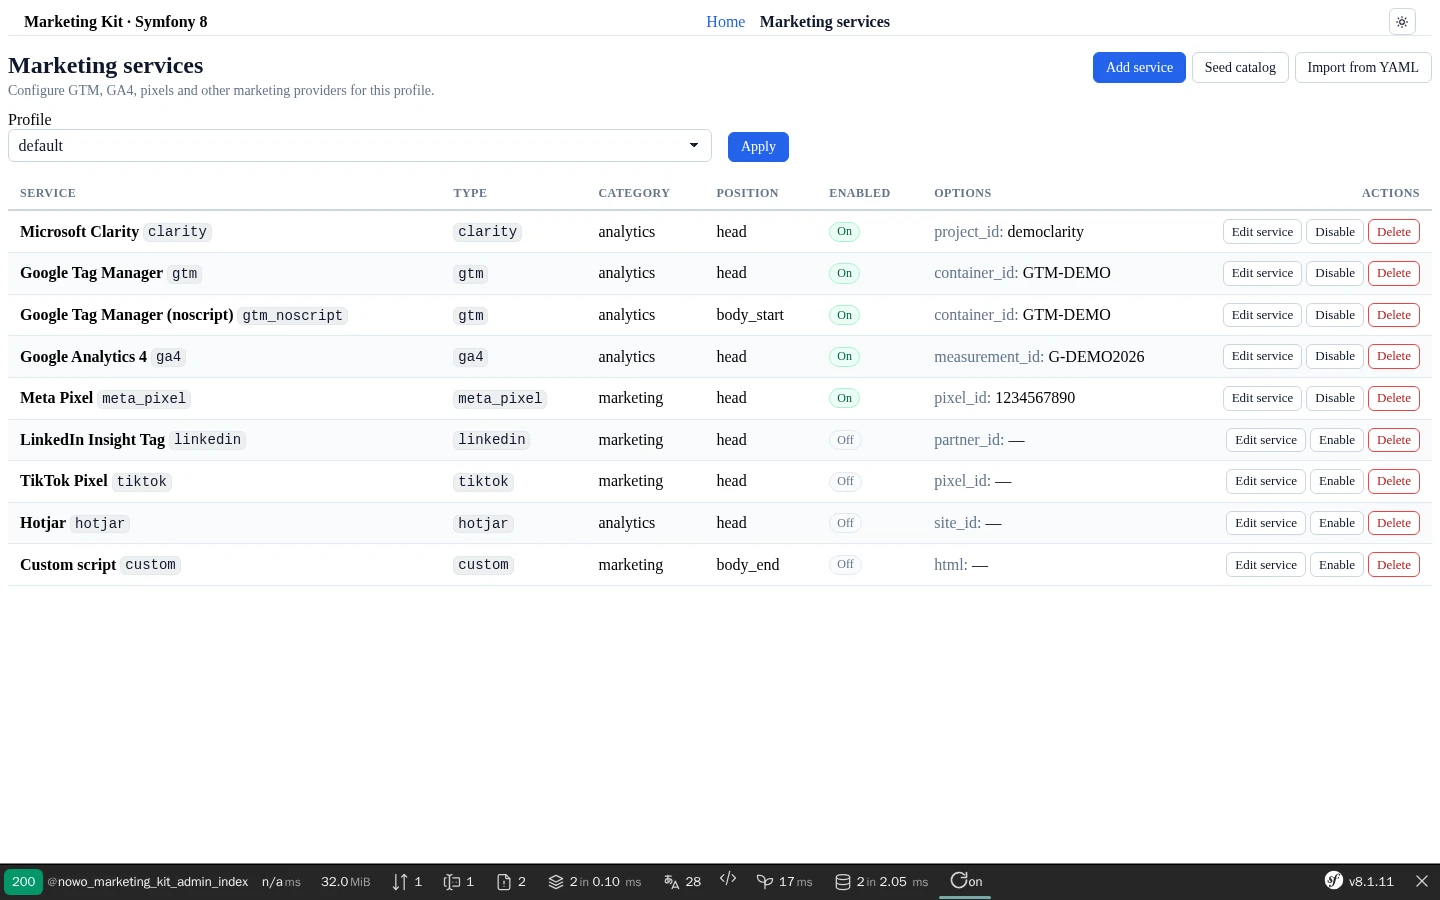 Marketing Kit · Symfony 8 Home Marketing services
Marketing services
Configure GTM, GA4, pixels and other marketing providers for this profile.
Add service Seed catalog Import from YAML
Profile
default Apply
SERVICE TYPE CATEGORY POSITION ENABLED OPTIONS ACTIONS
Microsoft Clarity clarity clarity analytics head On project_id: democlarity Edit service Disable Delete
Google Tag Manager gtm gtm analytics head On container_id: GTM-DEMO Edit service Disable Delete
Google Tag Manager (noscript) gtm_noscript gtm analytics body_start On container_id: GTM-DEMO Edit service Disable Delete
Google Analytics 4 ga4 ga4 analytics head On measurement_id: G-DEMO2026 Edit service Disable Delete
Meta Pixel meta_pixel meta_pixel marketing head On pixel_id: 1234567890 Edit service Disable Delete
LinkedIn Insight Tag linkedin linkedin marketing head Off partner_id: — Edit service Enable Delete
TikTok Pixel tiktok tiktok marketing head Off pixel_id: — Edit service Enable Delete
Hotjar hotjar hotjar analytics head Off site_id: — Edit service Enable Delete
Custom script custom custom marketing body_end Off html: — Edit service Enable Delete
200 @nowo_marketing_kit_admin_index n/a ms 32.0 MiB 1 1 2 2 in 0.10 ms 28 17 ms 2 in 2.05 ms on sf v8.1.11